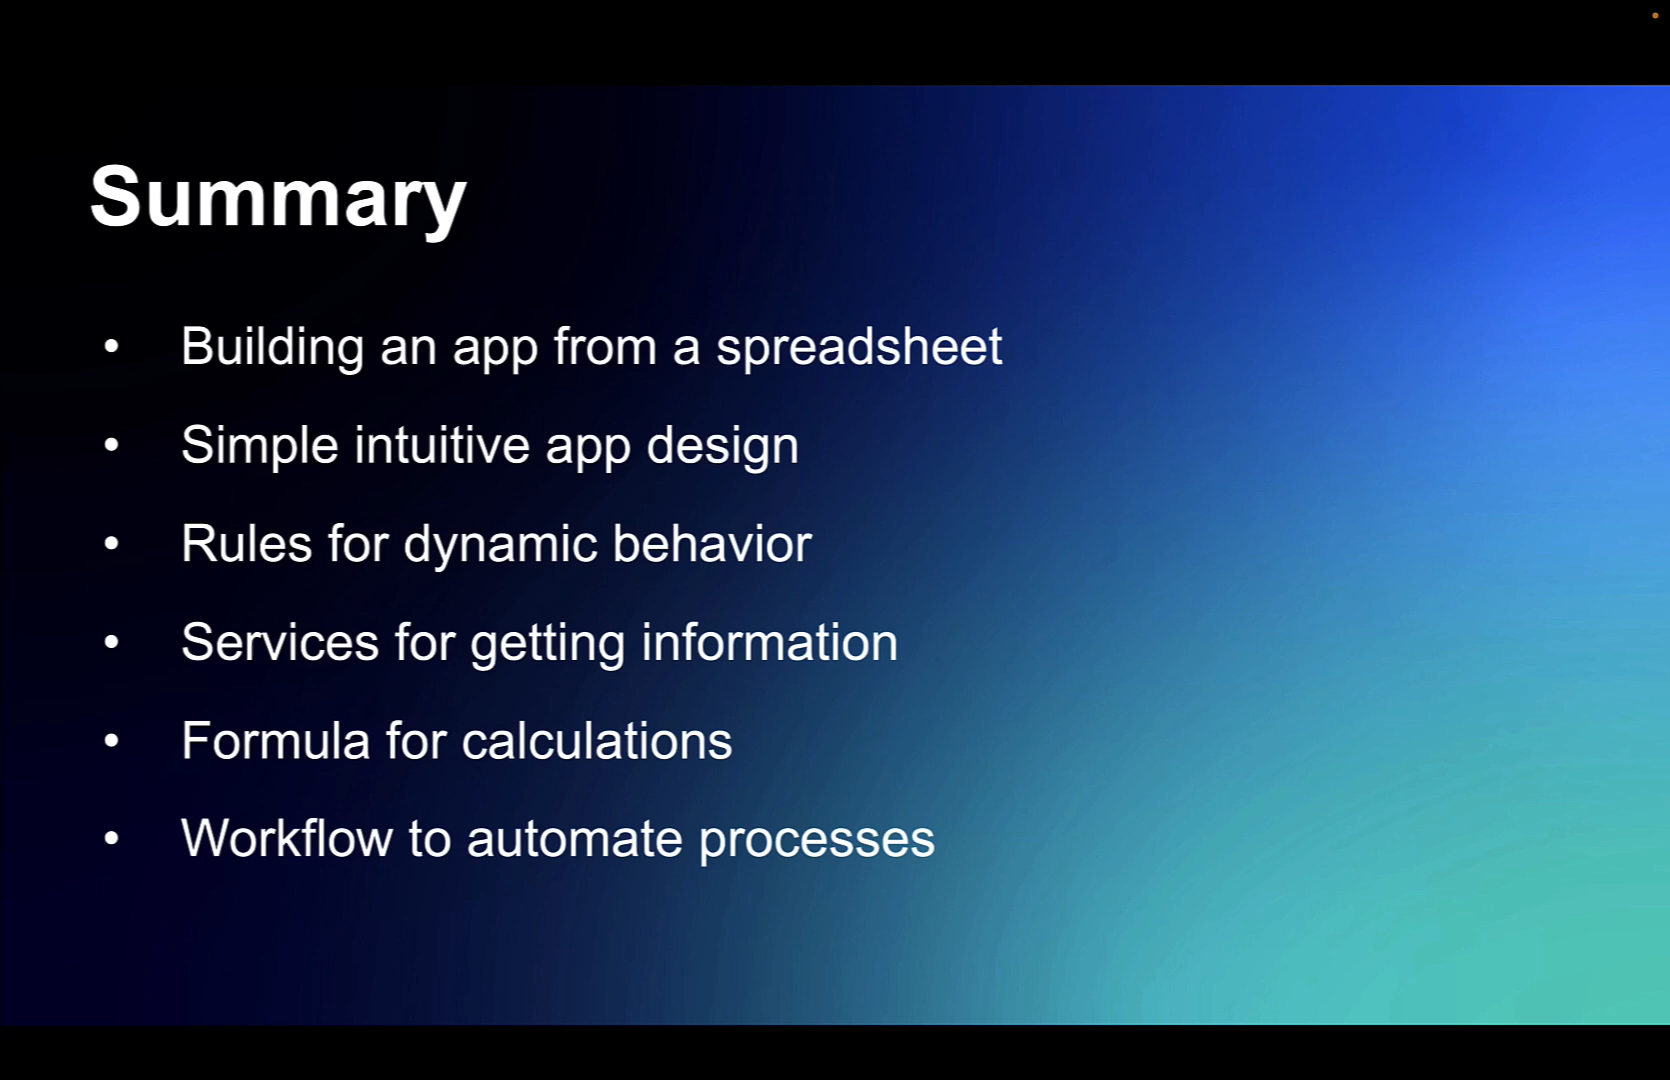 Summary
• Building an app from a spreadsheet
• Simple intuitive app design
• Rules for dynamic behavior
• Services for getting information
• Formula for calculations
• Workflow to automate processes